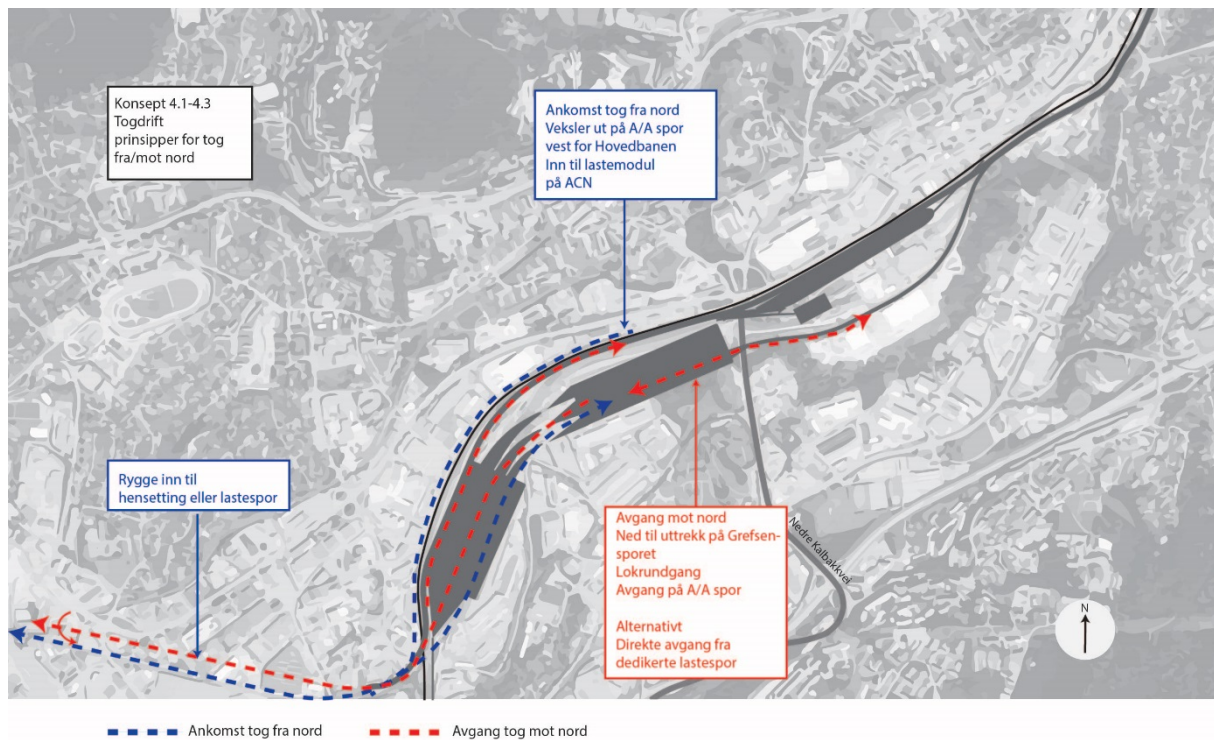 Konsept 4.1-4.3
Togdrift
prinsipper for tog
fra/mot nord
Ankomst tog fra nord
Veksler ut på A/A spor
vest for Hovedbanen
Inn til lastemodul
på ACN
Rygge inn til
hensetting eller lastespor
Avgang mot nord
Ned til uttrekk på Grefsen-
sporet
Lokrundgang
Avgang på A/A spor
Alternativt
Direkte avgang fra
dedikerte lastespor
Nedre Kalbakkvei
N
Ankomst tog fra nord
Avgang tog mot nord